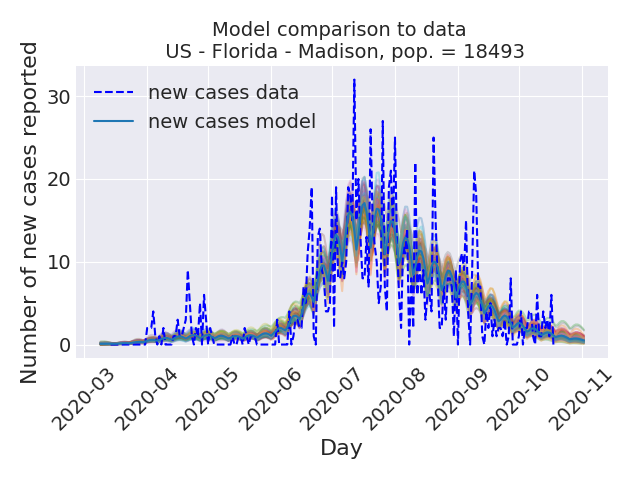 Model comparison to data
US - Florida - Madison, pop. = 18493
Number of new cases reported
30
20
10
0
new cases data
new cases model
2020-03
2020-04
2020-05
2020-06
2020-07
2020-08
2020-09
2020-10
2020-11
Day